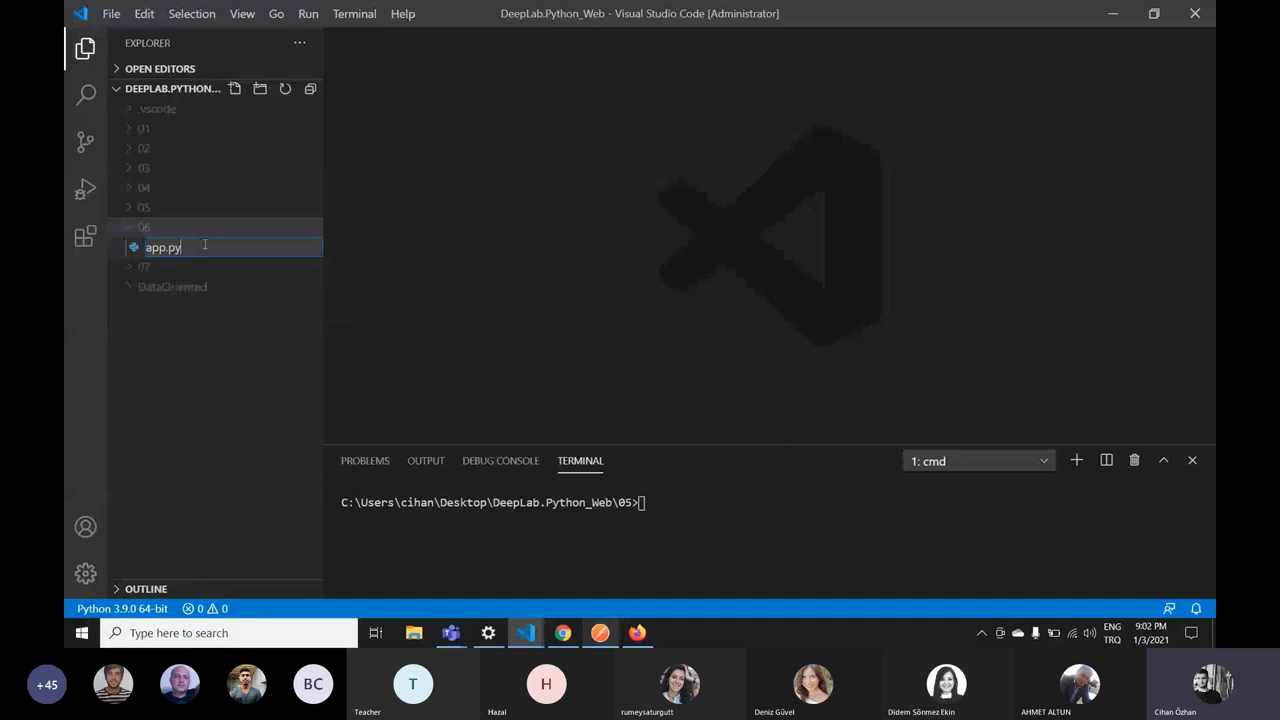 File Edit Selection View Go Run Terminal Help
DeepLab.Python_Web - Visual Studio Code [Administrator]
EXPLORER
OPEN EDITORS
DEEPLAB.PYTHON...
.vscode
01
02
03
04
05
06
app.py
07
DataOriented
PROBLEMS OUTPUT DEBUG CONSOLE TERMINAL
1: cmd
C:\Users\cihan\Desktop\DeepLab.Python_Web\05>
OUTLINE
Python 3.9.0 64-bit 0 0
Type here to search
ENG
TRQ
9:02 PM
1/3/2021
+45
BC
T
Teacher
H
Hazal
rumeysaturgutt
Deniz Güvel
Didem Sönmez Ekin
AHMET ALTUN
Cihan Özhan